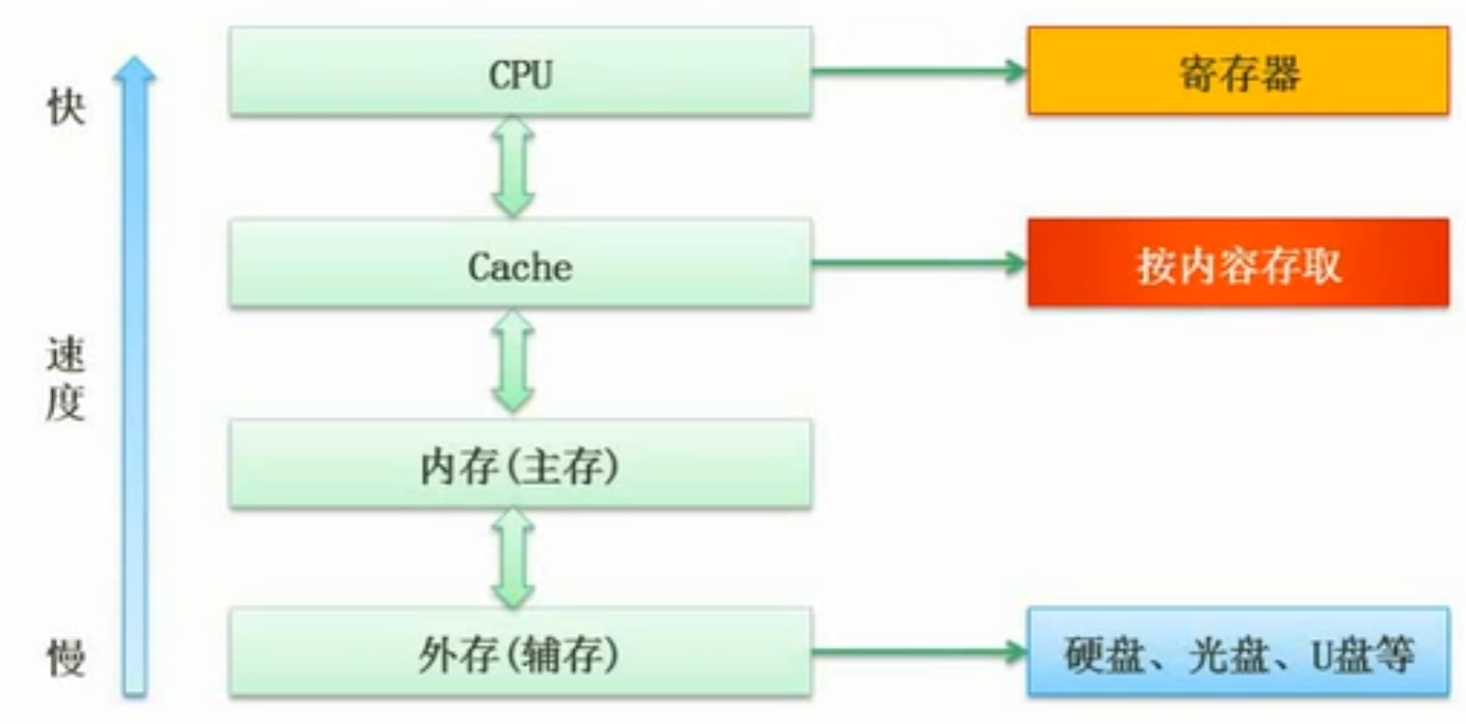 快
CPU
寄存器
Cache
按内容存取
速
度
内存(主存)
慢
外存(辅存)
硬盘、光盘、U盘等